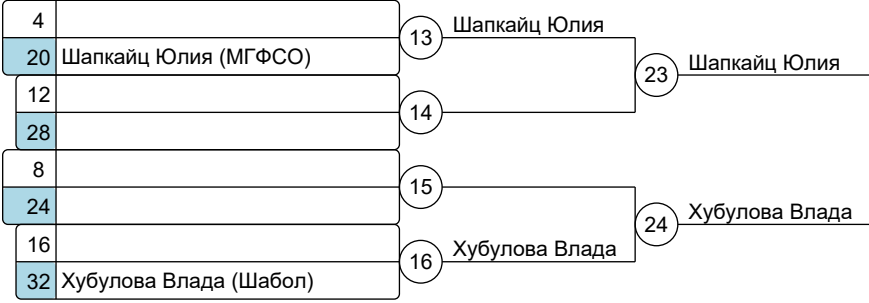 4
20 Шапкайц Юлия (МГФСО)
13 Шапкайц Юлия
12
28
14
23 Шапкайц Юлия
8
24
15
16
32 Хубулова Влада (Шабол)
16 Хубулова Влада
24 Хубулова Влада